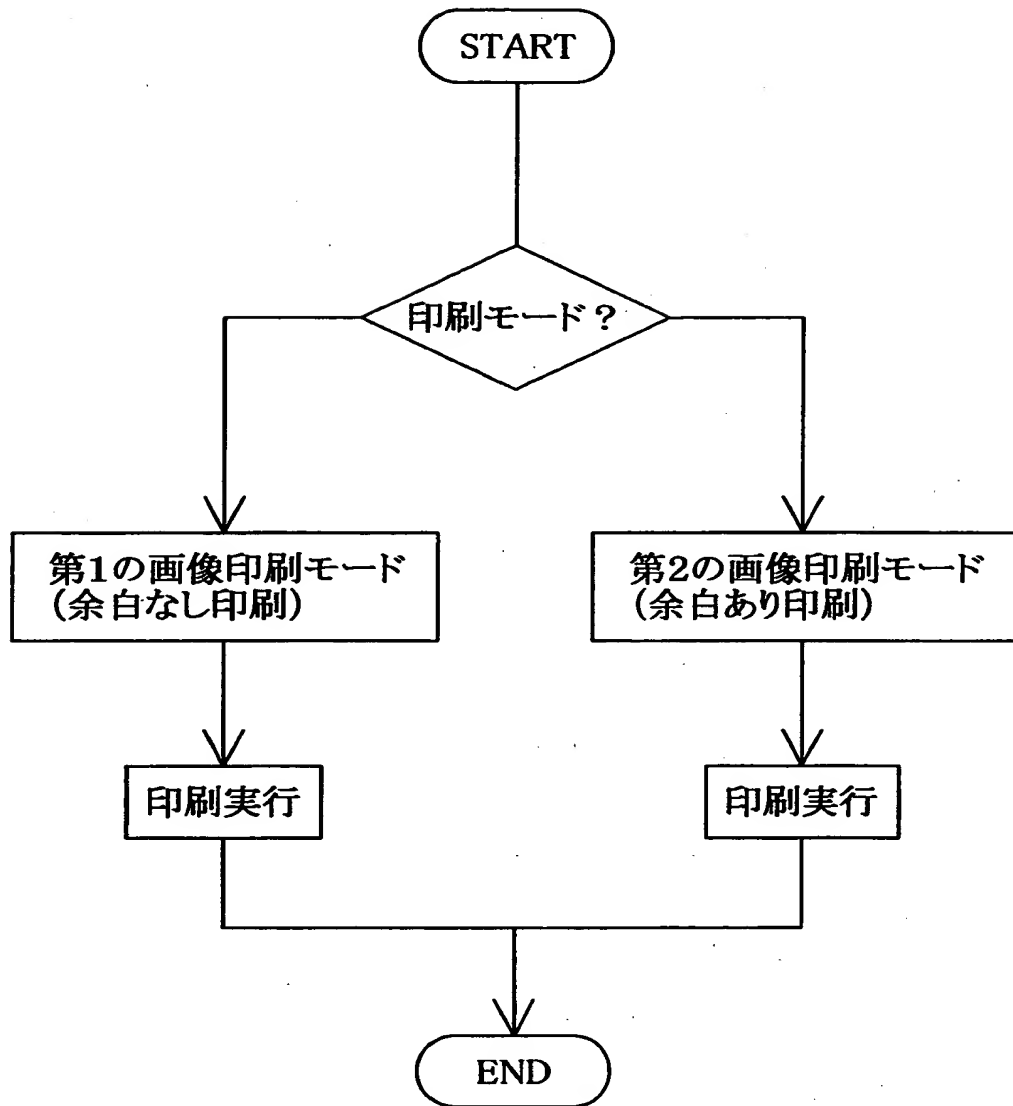 START
印刷モード?
第1の画像印刷モード
(余白なし印刷)
第2の画像印刷モード
(余白あり印刷)
印刷実行
印刷実行
END